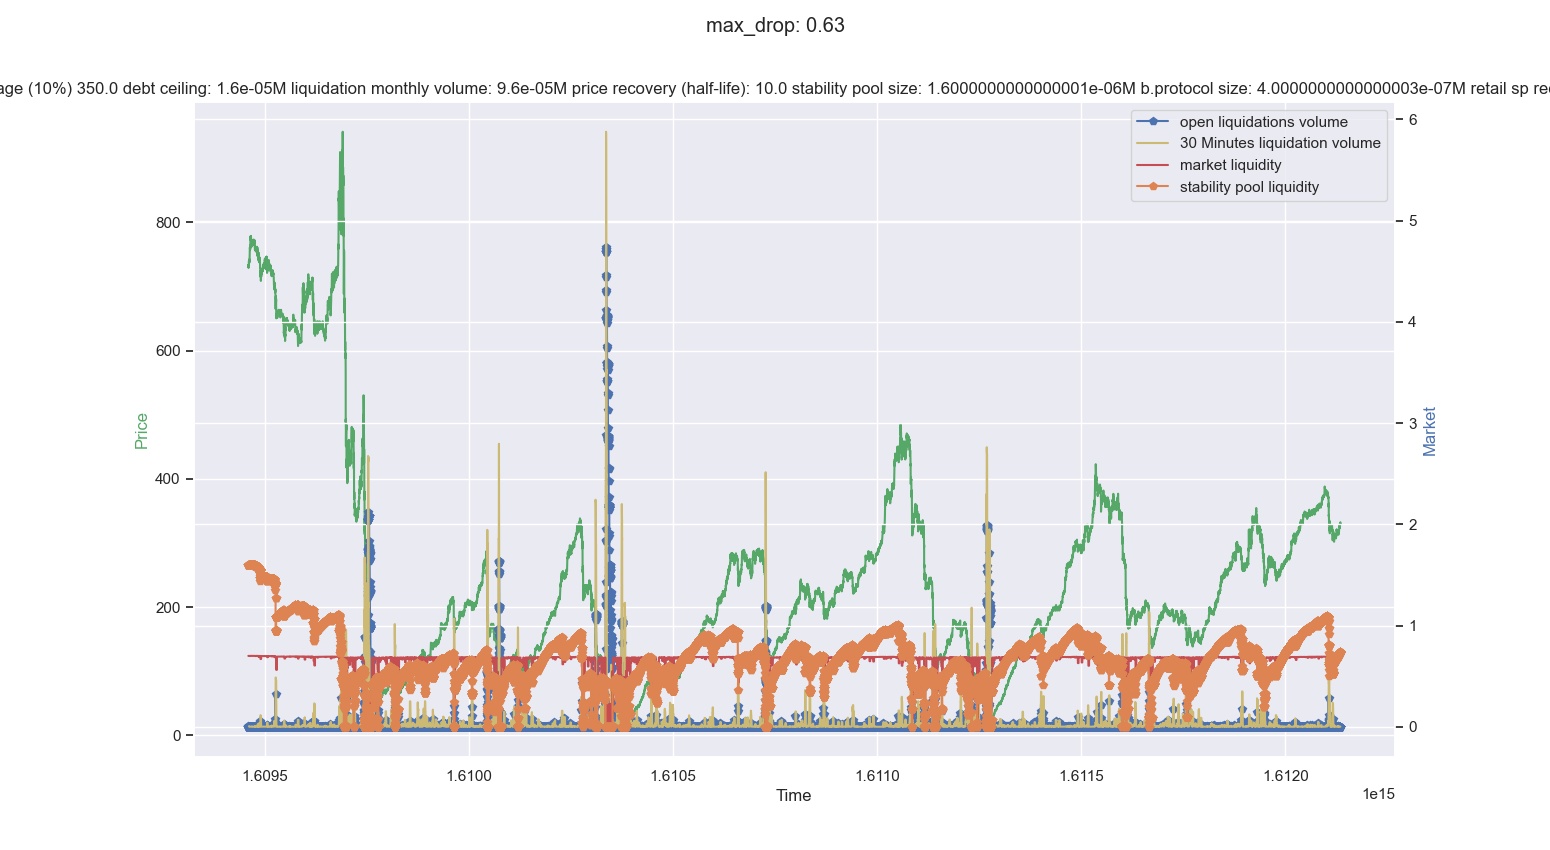 max_drop: 0.63
age (10%) 350.0 debt ceiling: 1.6e-05M liquidation monthly volume: 9.6e-05M price recovery (half-life): 10.0 stability pool size: 1.6000000000000001e-06M b.protocol size: 4.0000000000000003e-07M retail sp re
open liquidations volume
30 Minutes liquidation volume
market liquidity
stability pool liquidity
800
600
400
200
0
Price
6
5
4
3
2
1
0
Market
1.6095
1.6100
1.6105
1.6110
1.6115
1.6120
Time
1e15